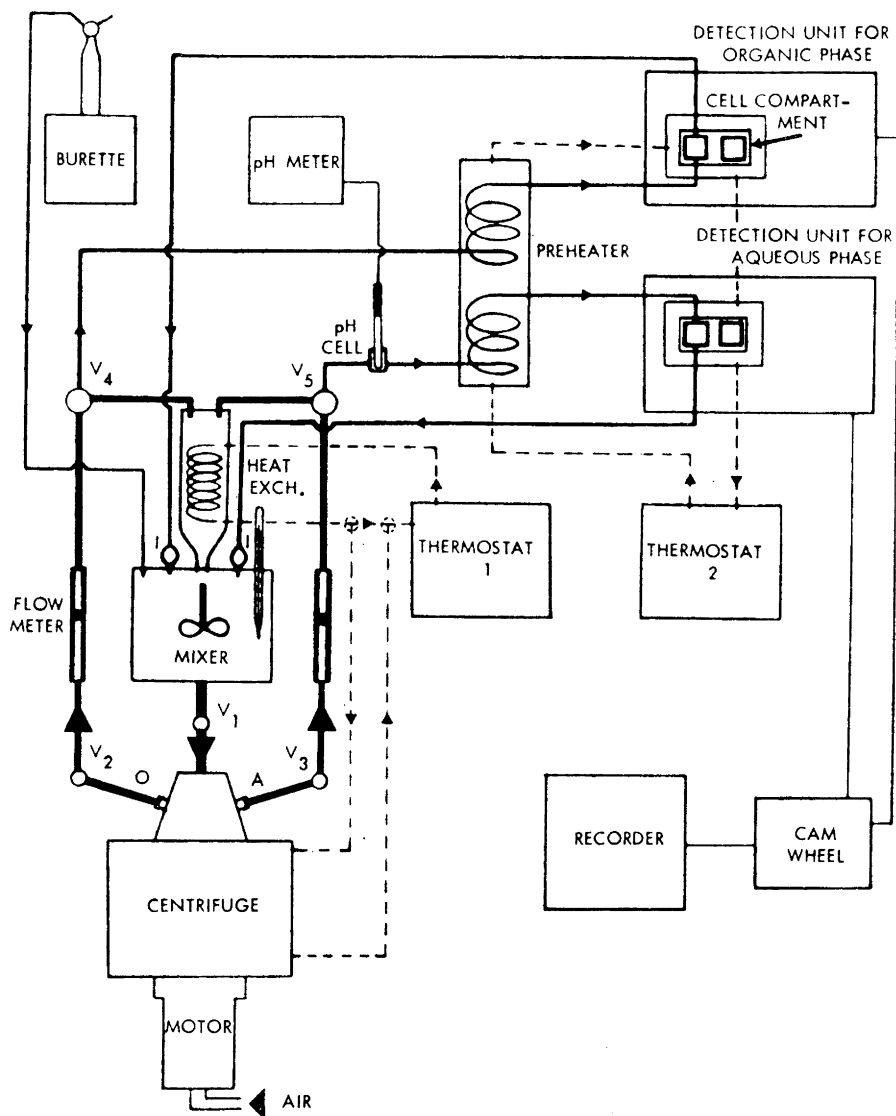 DETECTION UNIT FOR
ORGANIC PHASE
CELL COMPART-
MENT
BURETTE
pH METER
PREHEATER
DETECTION UNIT FOR
AQUEOUS PHASE
pH
CELL
V4
V5
HEAT
EXCH.
THERMOSTAT
1
THERMOSTAT
2
I
I
FLOW
METER
MIXER
V1
V2
O
A
V3
RECORDER
CAM
WHEEL
CENTRIFUGE
MOTOR
AIR